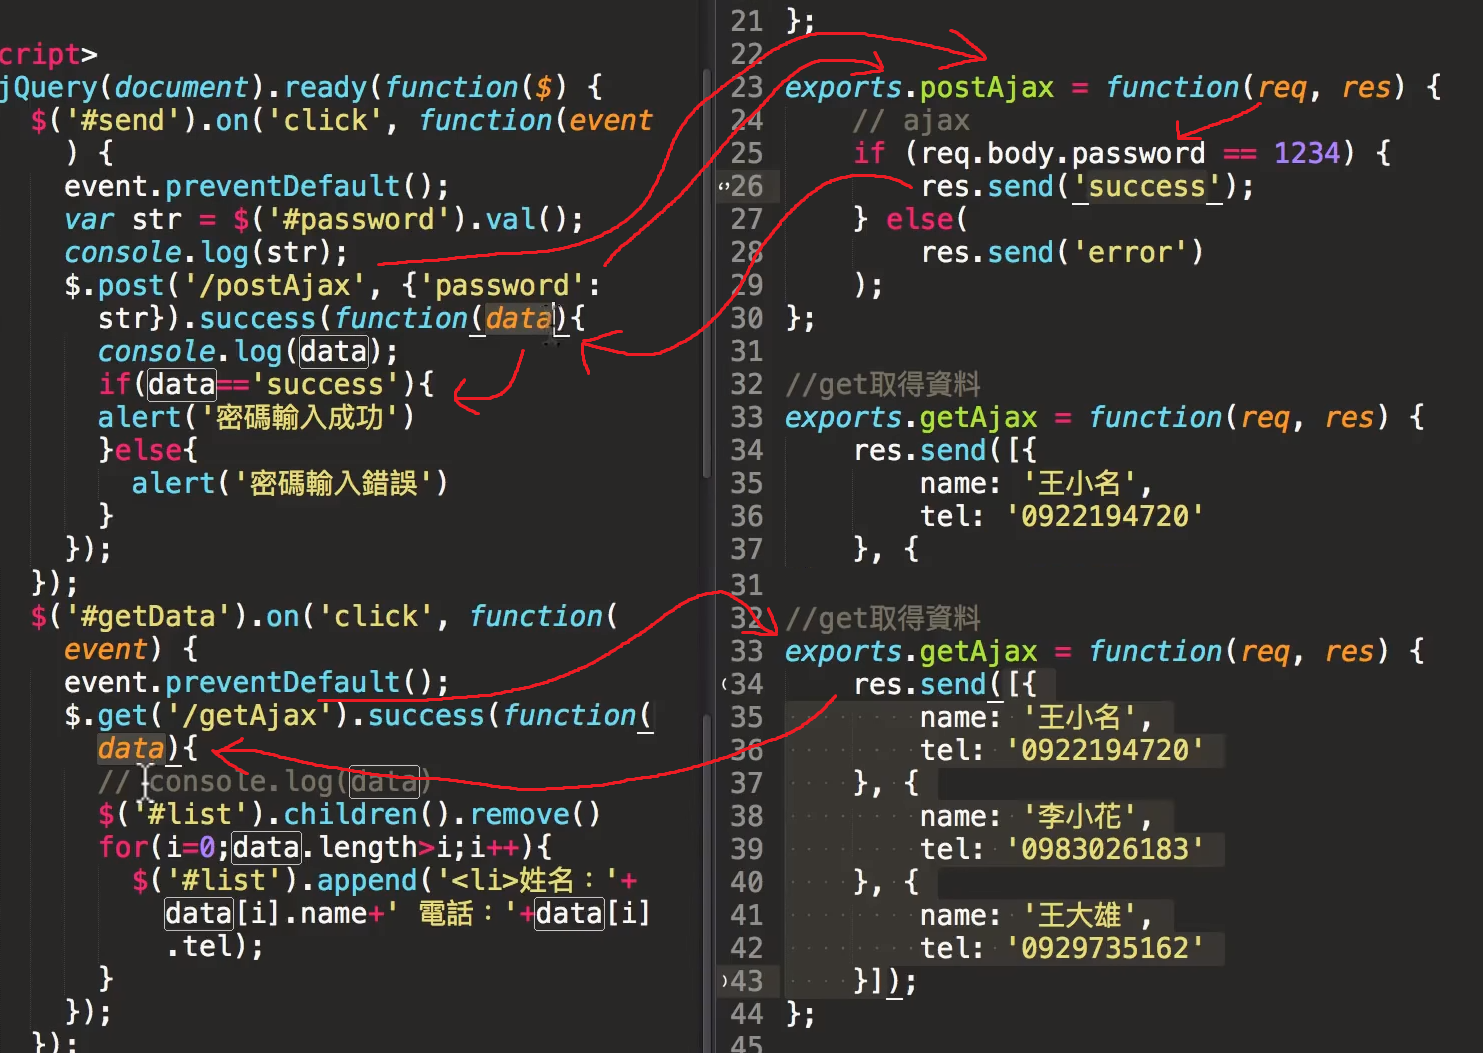 cript>
jQuery(document).ready(function($) {
$('#send').on('click', function(event
) {
event.preventDefault();
var str = $('#password').val();
console.log(str);
$.post('/postAjax', {'password':
str}).success(function(data){
console.log(data);
if(data=='success'){
alert('密碼輸入成功')
}else{
alert('密碼輸入錯誤')
}
});
});
$('#getData').on('click', function(
event) {
event.preventDefault();
$.get('/getAjax').success(function(
data){
// console.log(data)
$('#list').children().remove()
for(i=0;data.length>i;i++){
$('#list').append('<li>姓名：'+
data[i].name+' 電話：'+data[i]
.tel);
}
});
});
21 };
22
23 exports.postAjax = function(req, res) {
24 // ajax
25 if (req.body.password == 1234) {
26 res.send('success');
27 } else(
28 res.send('error')
29 );
30 };
31
32 //get取得資料
33 exports.getAjax = function(req, res) {
34 res.send([{
35 name: '王小名',
36 tel: '0922194720'
37 }, {
31
32 //get取得資料
33 exports.getAjax = function(req, res) {
34 res.send([{
35 name: '王小名',
36 tel: '0922194720'
37 }, {
38 name: '李小花',
39 tel: '0983026183'
40 }, {
41 name: '王大雄',
42 tel: '0929735162'
43 }]);
44 };
45